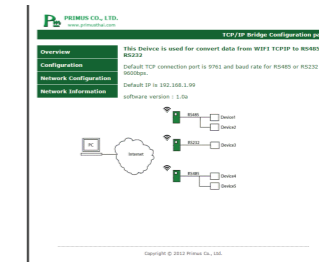 PRIMUS CO., LTD.
www.primusthai.com
TCP/IP Bridge Configuration pa
Overview
Configuration
Network Configuration
Network Information
This Deivce is used for convert data from WIFI TCPIP to RS485
RS232
Default TCP connection port is 9761 and baud rate for RS485 or RS232
9600bps.
Default IP is 192.168.1.99
software version : 1.0a
RS485
Device1
Device2
PC
Internet
RS232
Device3
RS485
Device4
Device5
Copyright © 2012 Primus Co., Ltd.